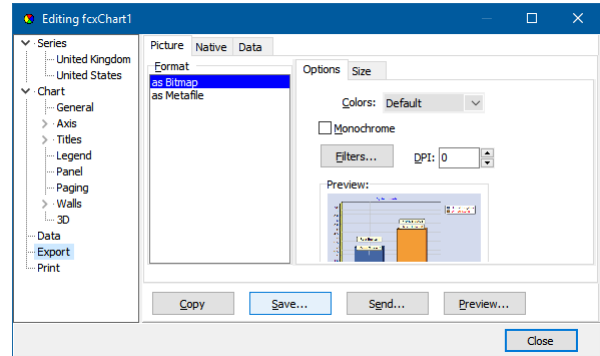 Editing fcxChart1
Series
United Kingdom
United States
Chart
General
Axis
Titles
Legend
Panel
Paging
Walls
3D
Data
Export
Print
Picture Native Data
Format
as Bitmap
as Metafile
Options Size
Colors: Default
Monochrome
Filters... DPI: 0
Preview:
Copy Save... Send... Preview...
Close